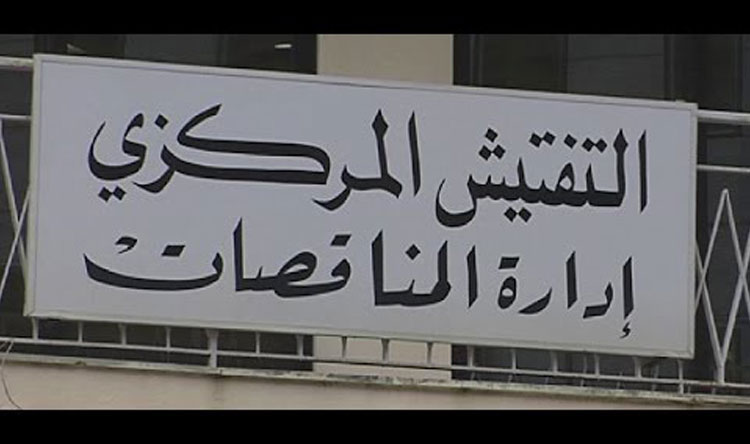 التفتيش المركزي
إدارة المناقصات